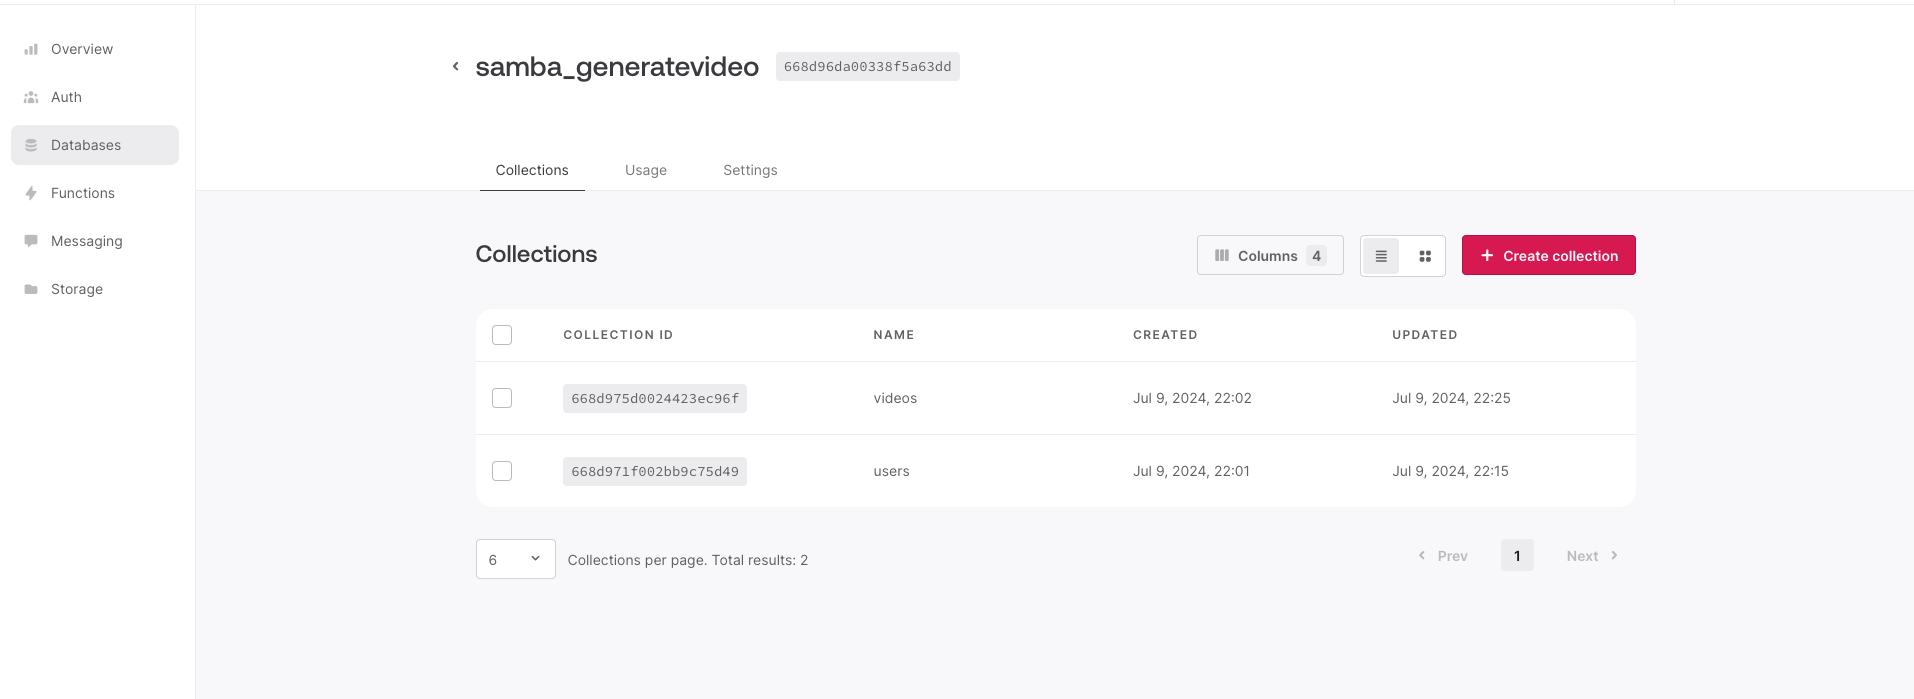 Overview
Auth
Databases
Functions
Messaging
Storage
samba_generatevideo 668d96da00338f5a63dd
Collections Usage Settings
Collections
Columns 4
Create collection
COLLECTION ID NAME CREATED UPDATED
668d975d0024423ec96f videos Jul 9, 2024, 22:02 Jul 9, 2024, 22:25
668d971f002bb9c75d49 users Jul 9, 2024, 22:01 Jul 9, 2024, 22:15
6 Collections per page. Total results: 2
Prev 1 Next